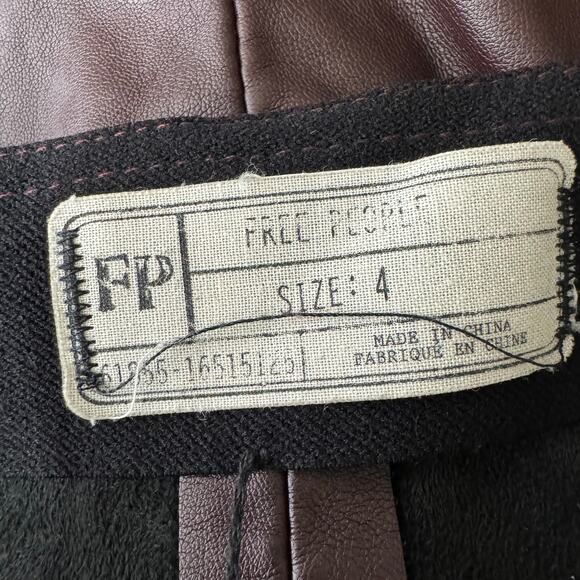 FP
FREE PEOPLE
SIZE: 4
MADE IN CHINA
FABRIQUE EN CHINE